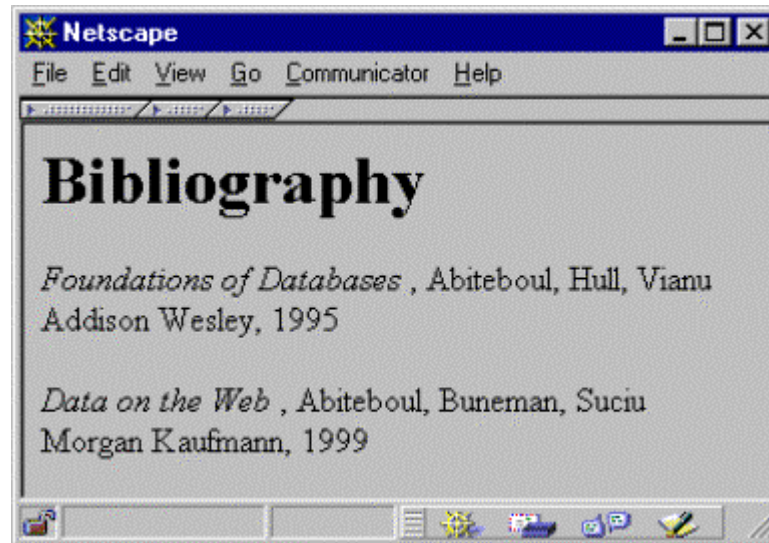 Netscape
File Edit View Go Communicator Help
Bibliography
Foundations of Databases , Abiteboul, Hull, Vianu
Addison Wesley, 1995
Data on the Web , Abiteboul, Buneman, Suciu
Morgan Kaufmann, 1999